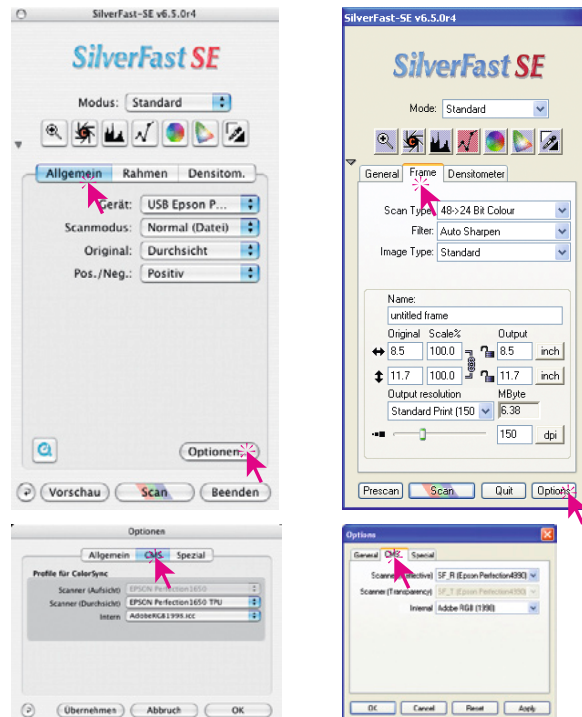 SilverFast-SE v6.5.0r4
SilverFast SE
Modus: Standard
Allgemein Rahmen Densitom.
Gerät: USB Epson P...
Scanmodus: Normal (Datei)
Original: Durchsicht
Pos./Neg.: Positiv
Optionen...
Vorschau Scan Beenden
SilverFast-SE v6.5.0r4
SilverFast SE
Mode: Standard
General Frame Densitometer
Scan Type: 48->24 Bit Colour
Filter: Auto Sharpen
Image Type: Standard
Name:
untitled frame
Original Scale% Output
8.5 100.0 8.5 inch
11.7 100.0 11.7 inch
Output resolution MByte
Standard Print (150 6.38
150 dpi
Prescan Scan Quit Options
Optionen
Allgemein CMS Spezial
Profile für ColorSync
Scanner (Aufsicht) EPSON Perfection1650
Scanner (Durchsicht) EPSON Perfection1650 TPU
Intern AdobeRGB1998.icc
Übernehmen Abbruch OK
Options
General CMS Special
Scanner (Reflective) SF_R (Epson Perfection4990)
Scanner (Transparency) SF_T (Epson Perfection4990)
Internal Adobe RGB (1998)
OK Cancel Reset Apply